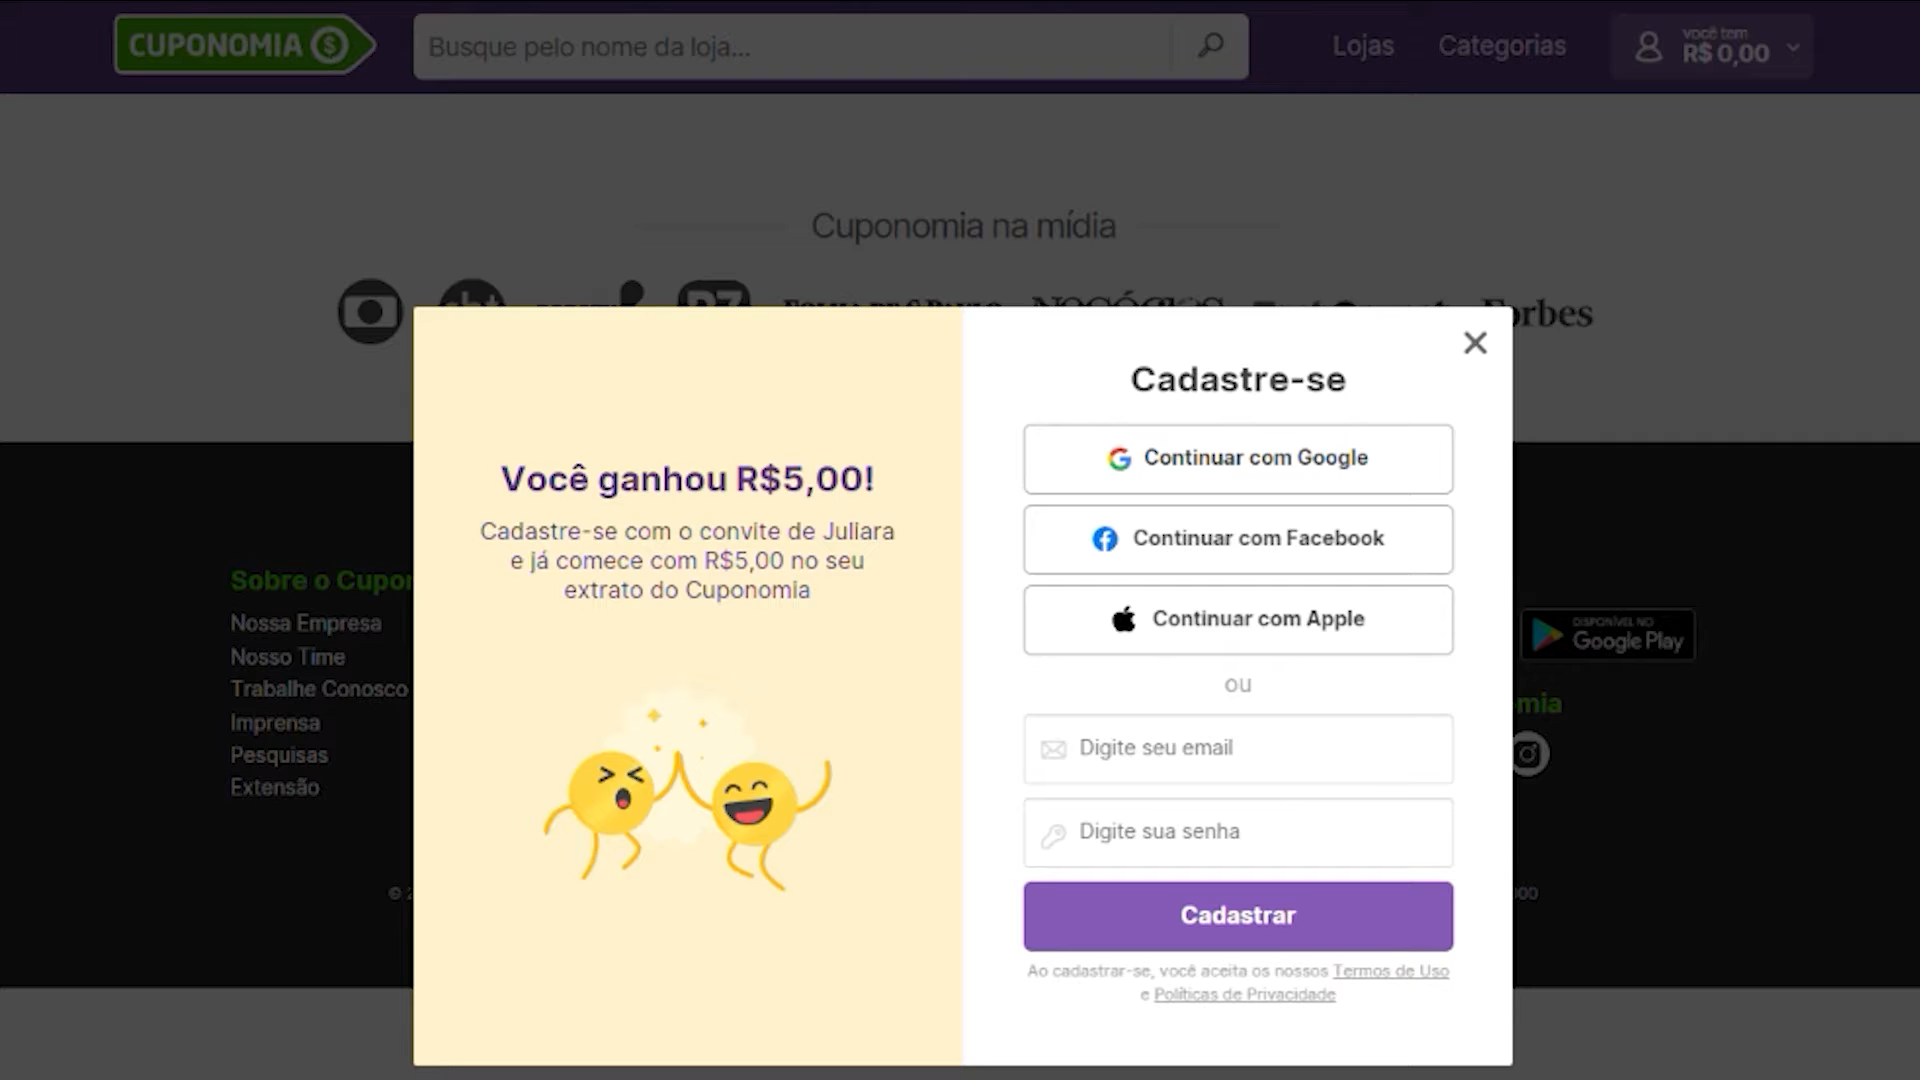 CUPONOMIA
Busque pelo nome da loja...
Lojas
Categorias
você tem
R$ 0,00
Cuponomia na mídia
Cadastre-se
Continuar com Google
Continuar com Facebook
Continuar com Apple
ou
Digite seu email
Digite sua senha
Cadastrar
Ao cadastrar-se, você aceita os nossos Termos de Uso
e Políticas de Privacidade
Você ganhou R$5,00!
Cadastre-se com o convite de Juliara
e já comece com R$5,00 no seu
extrato do Cuponomia
Sobre o Cupon
Nossa Empresa
Nosso Time
Trabalhe Conosco
Imprensa
Pesquisas
Extensão
DISPONÍVEL NO
Google Play
mia